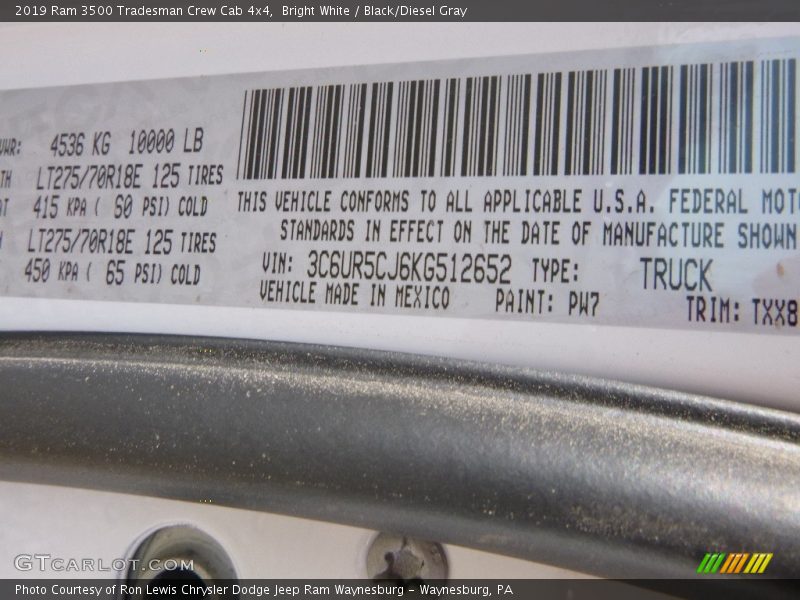 2019 Ram 3500 Tradesman Crew Cab 4x4, Bright White / Black/Diesel Gray
4536 KG 10000 LB
LT275/70R18E 125 TIRES
415 KPA ( 60 PSI) COLD
LT275/70R18E 125 TIRES
450 KPA ( 65 PSI) COLD
THIS VEHICLE CONFORMS TO ALL APPLICABLE U.S.A. FEDERAL MOT
STANDARDS IN EFFECT ON THE DATE OF MANUFACTURE SHOWN
VIN: 3C6UR5CJ6KG512652 TYPE: TRUCK
VEHICLE MADE IN MEXICO PAINT: PW7 TRIM: TXX8
GTCARLOT.COM
Photo Courtesy of Ron Lewis Chrysler Dodge Jeep Ram Waynesburg - Waynesburg, PA